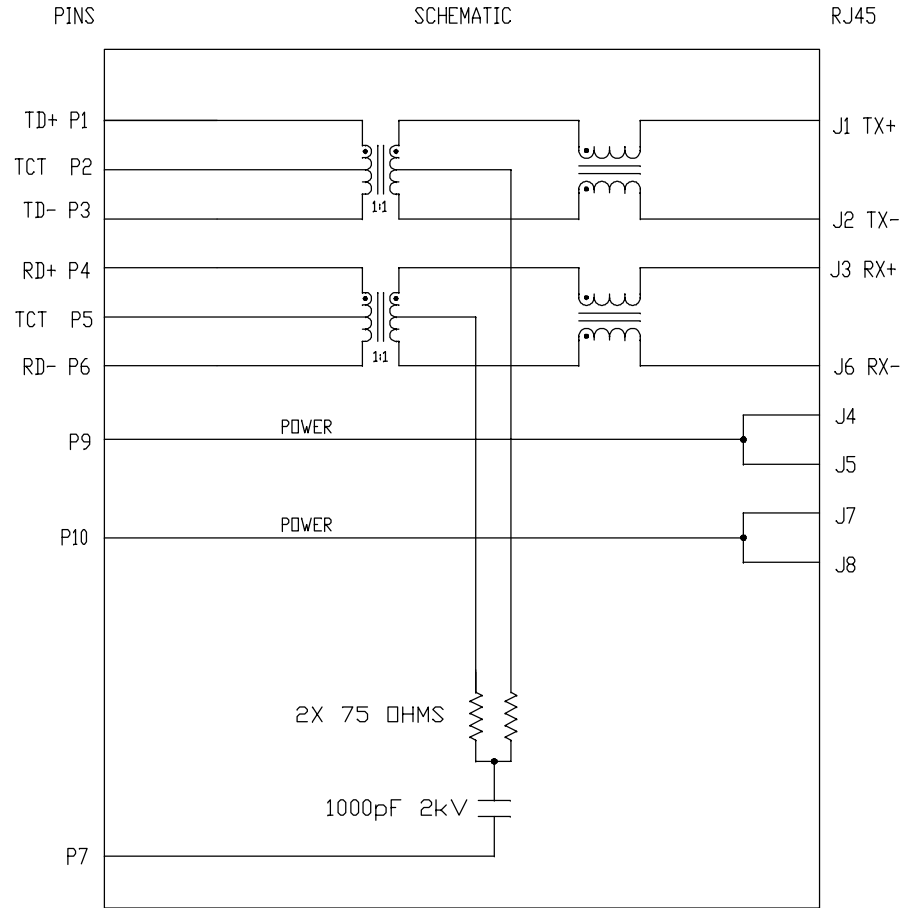 PINS SCHEMATIC RJ45
TD+ P1 J1 TX+
TCT P2
1:1
TD- P3 J2 TX-
RD+ P4 J3 RX+
TCT P5
1:1
RD- P6 J6 RX-
J4
P9 POWER
J5
J7
P10 POWER
J8
2X 75 OHMS
1000pF 2kV
P7